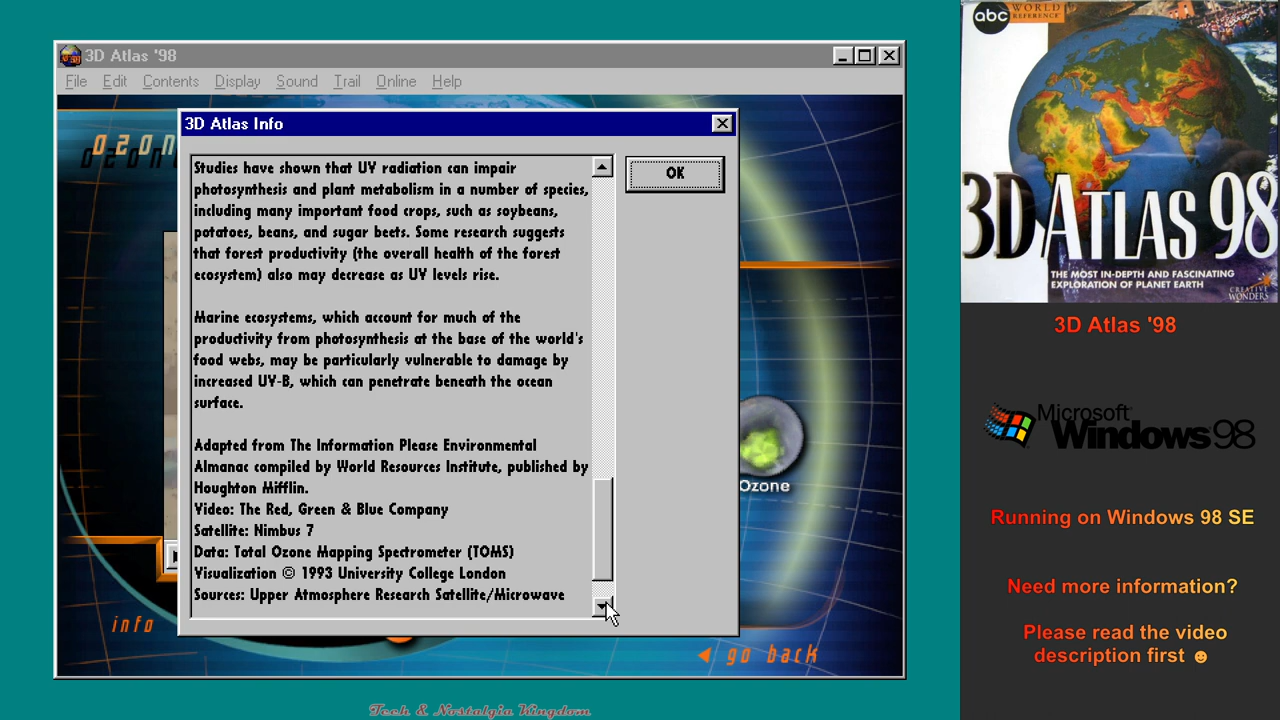 3D Atlas '98
File Edit Contents Display Sound Trail Online Help
ozon
3D Atlas Info
Studies have shown that UV radiation can impair
photosynthesis and plant metabolism in a number of species,
including many important food crops, such as soybeans,
potatoes, beans, and sugar beets. Some research suggests
that forest productivity (the overall health of the forest
ecosystem) also may decrease as UV levels rise.
Marine ecosystems, which account for much of the
productivity from photosynthesis at the base of the world's
food webs, may be particularly vulnerable to damage by
increased UV-B, which can penetrate beneath the ocean
surface.
Adapted from The Information Please Environmental
Almanac compiled by World Resources Institute, published by
Houghton Mifflin.
Video: The Red, Green & Blue Company
Satellite: Nimbus 7
Data: Total Ozone Mapping Spectrometer (TOMS)
Visualization © 1993 University College London
Sources: Upper Atmosphere Research Satellite/Microwave
OK
Ozone
info
go back
Tech & Nostalgia Kingdom
abc WORLD
REFERENCE
3D ATLAS 98
THE MOST IN-DEPTH AND FASCINATING
EXPLORATION OF PLANET EARTH
CREATIVE
WONDERS
3D Atlas '98
Microsoft
Windows 98
Running on Windows 98 SE
Need more information?
Please read the video
description first ☻